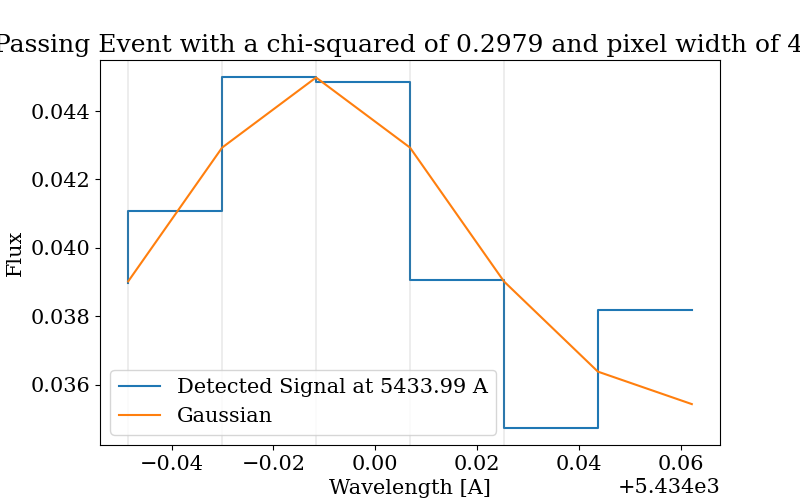 Passing Event with a chi-squared of 0.2979 and pixel width of 4
0.044
0.042
0.040
0.038
0.036
Flux
Detected Signal at 5433.99 A
Gaussian
−0.04 −0.02 0.00 0.02 0.04 0.06
Wavelength [A]
+5.434e3